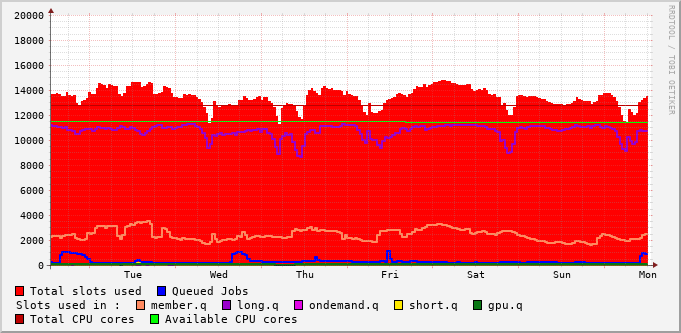 20000
18000
16000
14000
12000
10000
8000
6000
4000
2000
0
Tue Wed Thu Fri Sat Sun Mon
Total slots used Queued Jobs
Slots used in : member.q long.q ondemand.q short.q gpu.q
Total CPU cores Available CPU cores
RRDTOOL / TOBI OETIKER